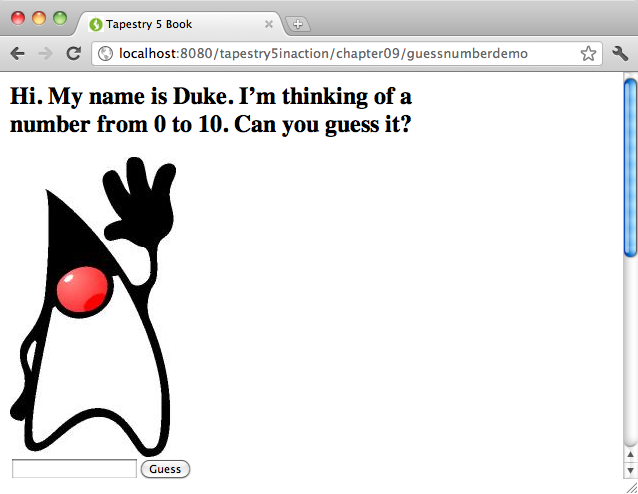 Tapestry 5 Book
localhost:8080/tapestry5inaction/chapter09/guessnumberdemo
Hi. My name is Duke. I’m thinking of a
number from 0 to 10. Can you guess it?
Guess